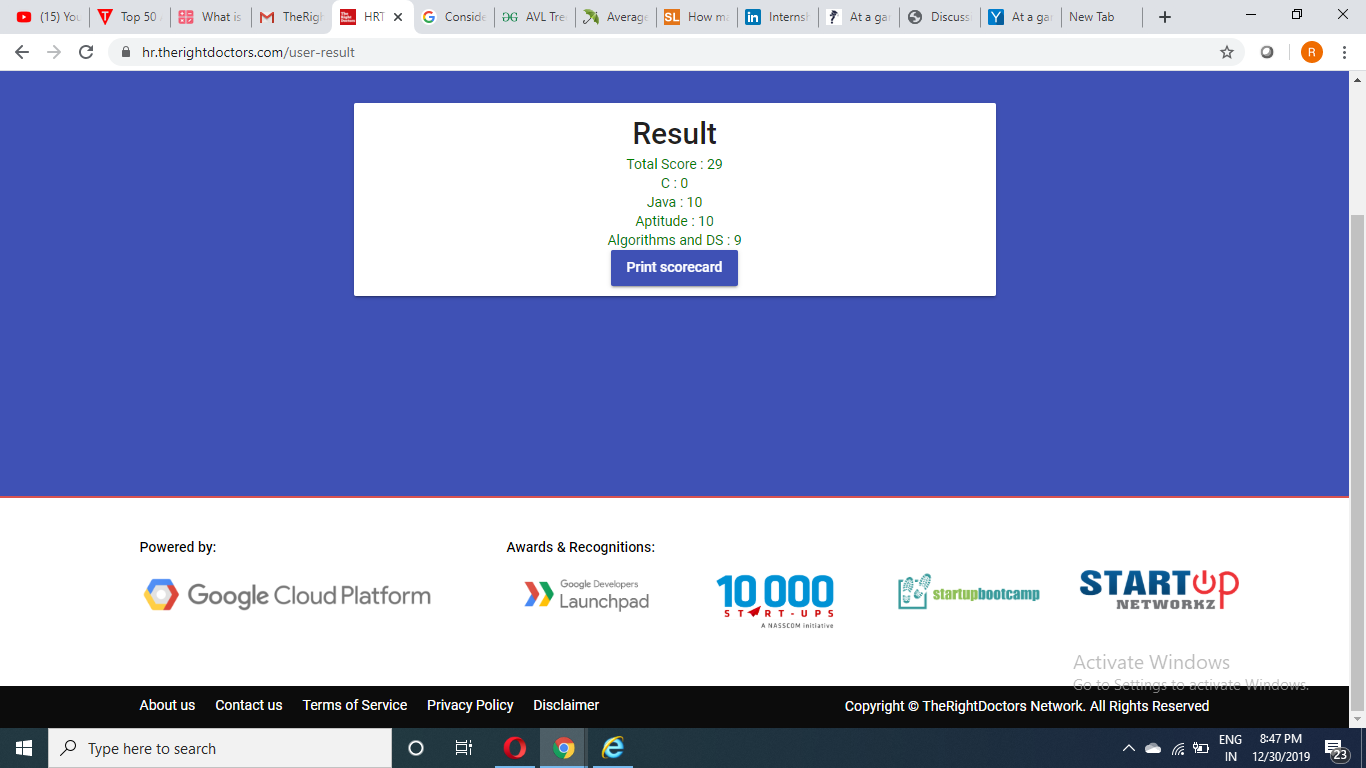 (15) You
Top 50
What is
TheRigh
HRT
Conside
AVL Tre
Average
SL How ma
in Internsh
At a gar
Discuss
Y At a gar
New Tab
hr.therightdoctors.com/user-result
R
Result
Total Score : 29
C : 0
Java : 10
Aptitude : 10
Algorithms and DS : 9
Print scorecard
Powered by:
Awards & Recognitions:
Google Cloud Platform
Google Developers
Launchpad
10 000
START-UPS
A NASSCOM initiative
startupbootcamp
STARTUP
NETWORKZ
Activate Windows
Go to Settings to activate Windows.
About us Contact us Terms of Service Privacy Policy Disclaimer
Copyright © TheRightDoctors Network. All Rights Reserved
Type here to search
ENG
IN
8:47 PM
12/30/2019
23